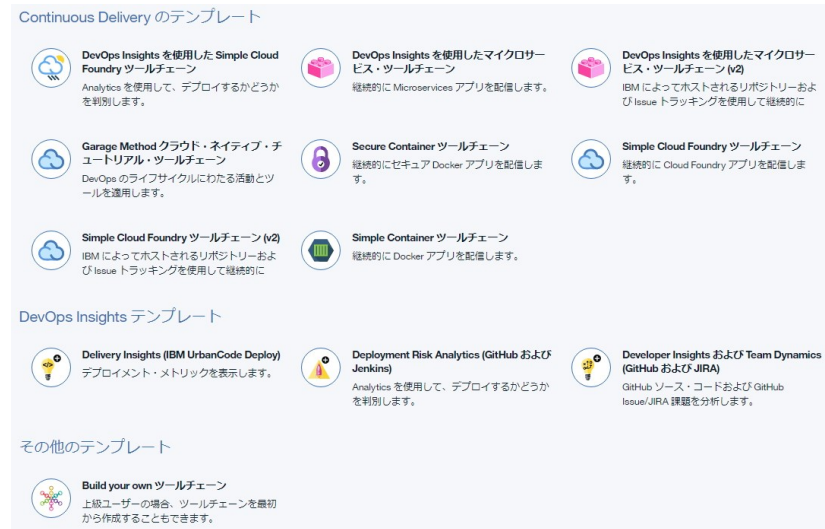 Continuous Delivery のテンプレート
DevOps Insights を使用した Simple Cloud
Foundry ツールチェーン
Analytics を使用して、デプロイするかどうか
を判別します。
DevOps Insights を使用したマイクロサー
ビス・ツールチェーン
継続的に Microservices アプリを配信します。
DevOps Insights を使用したマイクロサー
ビス・ツールチェーン (v2)
IBM によってホストされるリポジトリーおよ
び Issue トラッキングを使用して継続的に
Garage Method クラウド・ネイティブ・チ
ュートリアル・ツールチェーン
DevOps のライフサイクルにわたる活動とツ
ールを適用します。
Secure Container ツールチェーン
継続的にセキュア Docker アプリを配信しま
す。
Simple Cloud Foundry ツールチェーン
継続的に Cloud Foundry アプリを配信しま
す。
Simple Cloud Foundry ツールチェーン (v2)
IBM によってホストされるリポジトリーおよ
び Issue トラッキングを使用して継続的に
Simple Container ツールチェーン
継続的に Docker アプリを配信します。
DevOps Insights テンプレート
Delivery Insights (IBM UrbanCode Deploy)
デプロイメント・メトリックを表示します。
Deployment Risk Analytics (GitHub および
Jenkins)
Analytics を使用して、デプロイするかどうか
を判別します。
Developer Insights および Team Dynamics
(GitHub および JIRA)
GitHub ソース・コードおよび GitHub
Issue/JIRA 課題を分析します。
その他のテンプレート
Build your own ツールチェーン
上級ユーザーの場合、ツールチェーンを最初
から作成することもできます。